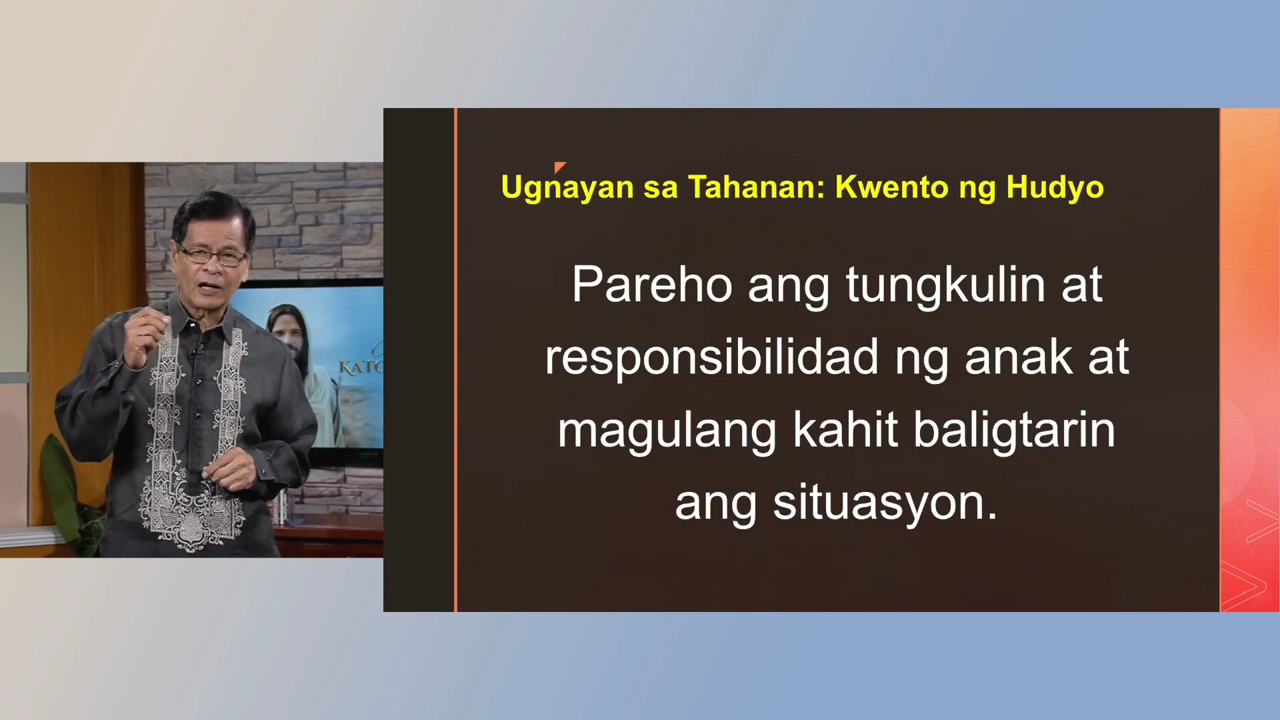 Ugnayan sa Tahanan: Kwento ng Hudyo
Pareho ang tungkulin at
responsibilidad ng anak at
magulang kahit baligtarin
ang situasyon.